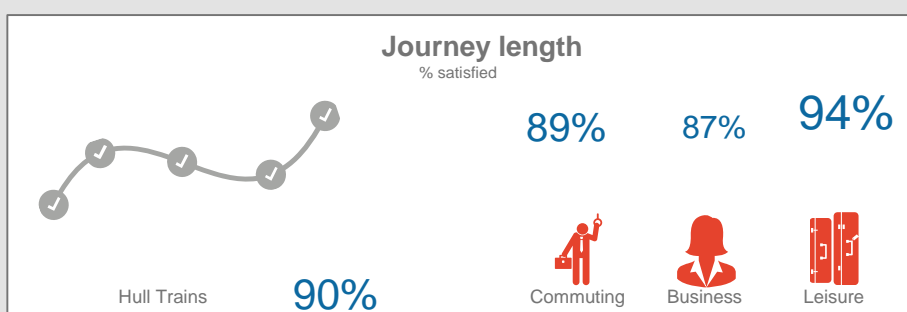 Journey length
% satisfied
89% 87% 94%
Hull Trains 90% Commuting Business Leisure